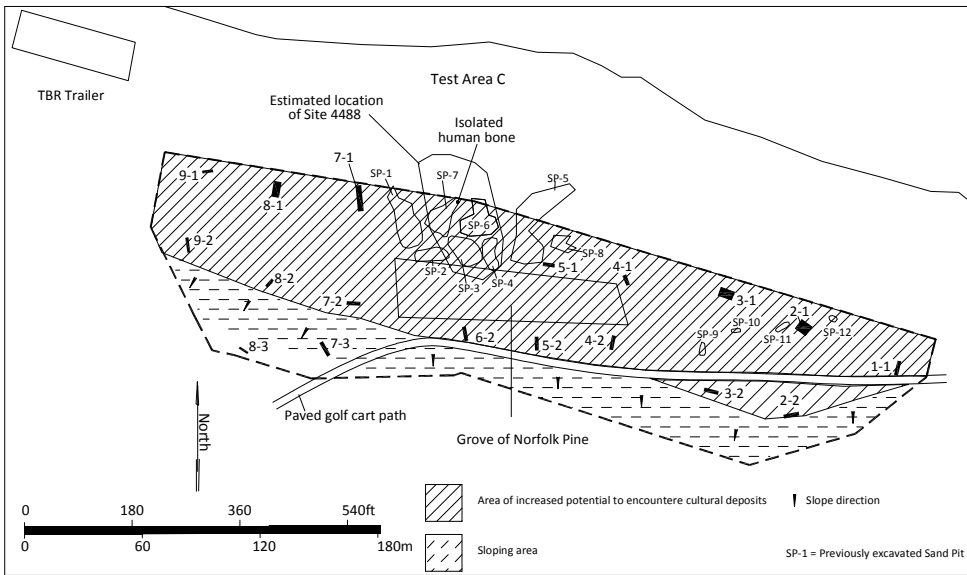 TBR Trailer
Test Area C
Estimated location
of Site 4488
Isolated
human bone
7-1
SP-1
SP-7
SP-5
9-1
8-1
SP-6
SP-8
9-2
SP-2
SP-3
SP-4
5-1
4-1
8-2
7-2
3-1
2-1
SP-9
SP-10
SP-11
SP-12
8-3
7-3
6-2
5-2
4-2
1-1
3-2
2-2
Paved golf cart path
Grove of Norfolk Pine
North
Area of increased potential to encountere cultural deposits
Slope direction
0 180 360 540ft
0 60 120 180m
Sloping area
SP-1 = Previously excavated Sand Pit